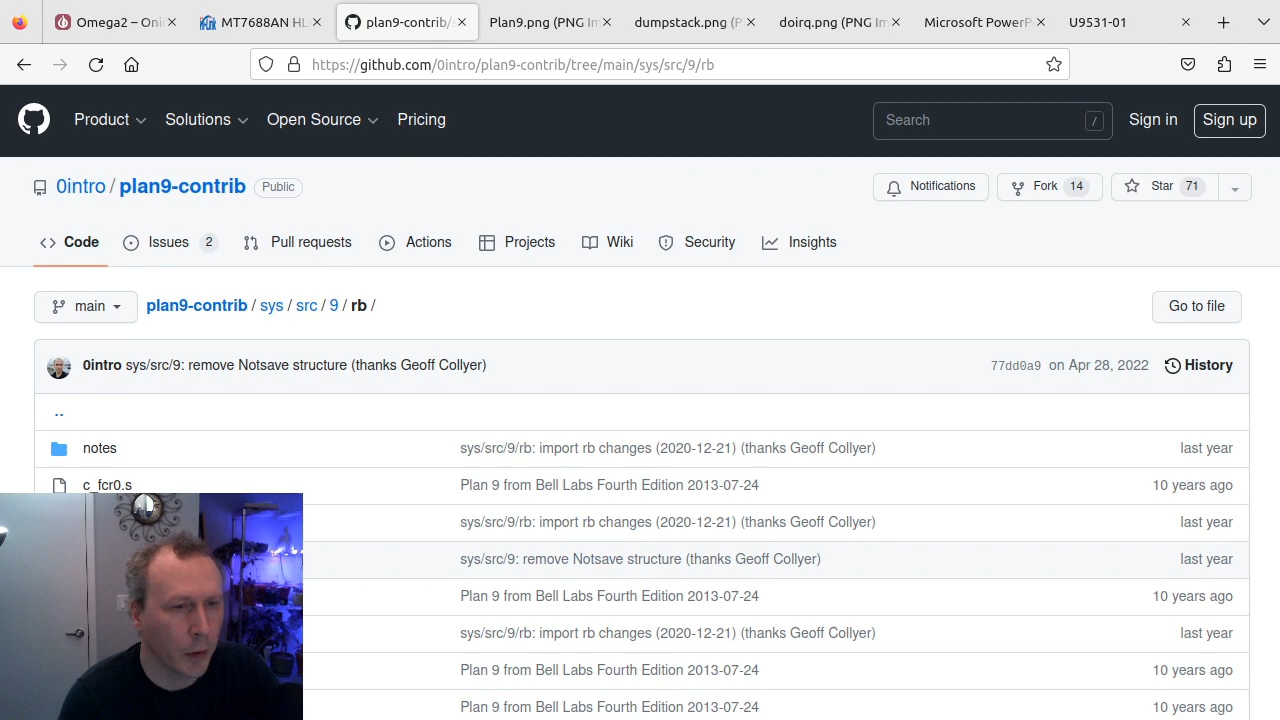 Omega2 – Oni
MT7688AN HL
plan9-contrib/
Plan9.png (PNG Im
dumpstack.png (P
doirq.png (PNG Im
Microsoft PowerP
U9531-01
https://github.com/0intro/plan9-contrib/tree/main/sys/src/9/rb
Product
Solutions
Open Source
Pricing
Search
/
Sign in
Sign up
0intro / plan9-contrib
Public
Notifications
Fork 14
Star 71
Code
Issues 2
Pull requests
Actions
Projects
Wiki
Security
Insights
main
plan9-contrib / sys / src / 9 / rb /
Go to file
0intro sys/src/9: remove Notsave structure (thanks Geoff Collyer)
77dd0a9 on Apr 28, 2022
History
..
notes sys/src/9/rb: import rb changes (2020-12-21) (thanks Geoff Collyer) last year
c_fcr0.s Plan 9 from Bell Labs Fourth Edition 2013-07-24 10 years ago
sys/src/9/rb: import rb changes (2020-12-21) (thanks Geoff Collyer) last year
sys/src/9: remove Notsave structure (thanks Geoff Collyer) last year
Plan 9 from Bell Labs Fourth Edition 2013-07-24 10 years ago
sys/src/9/rb: import rb changes (2020-12-21) (thanks Geoff Collyer) last year
Plan 9 from Bell Labs Fourth Edition 2013-07-24 10 years ago
Plan 9 from Bell Labs Fourth Edition 2013-07-24 10 years ago